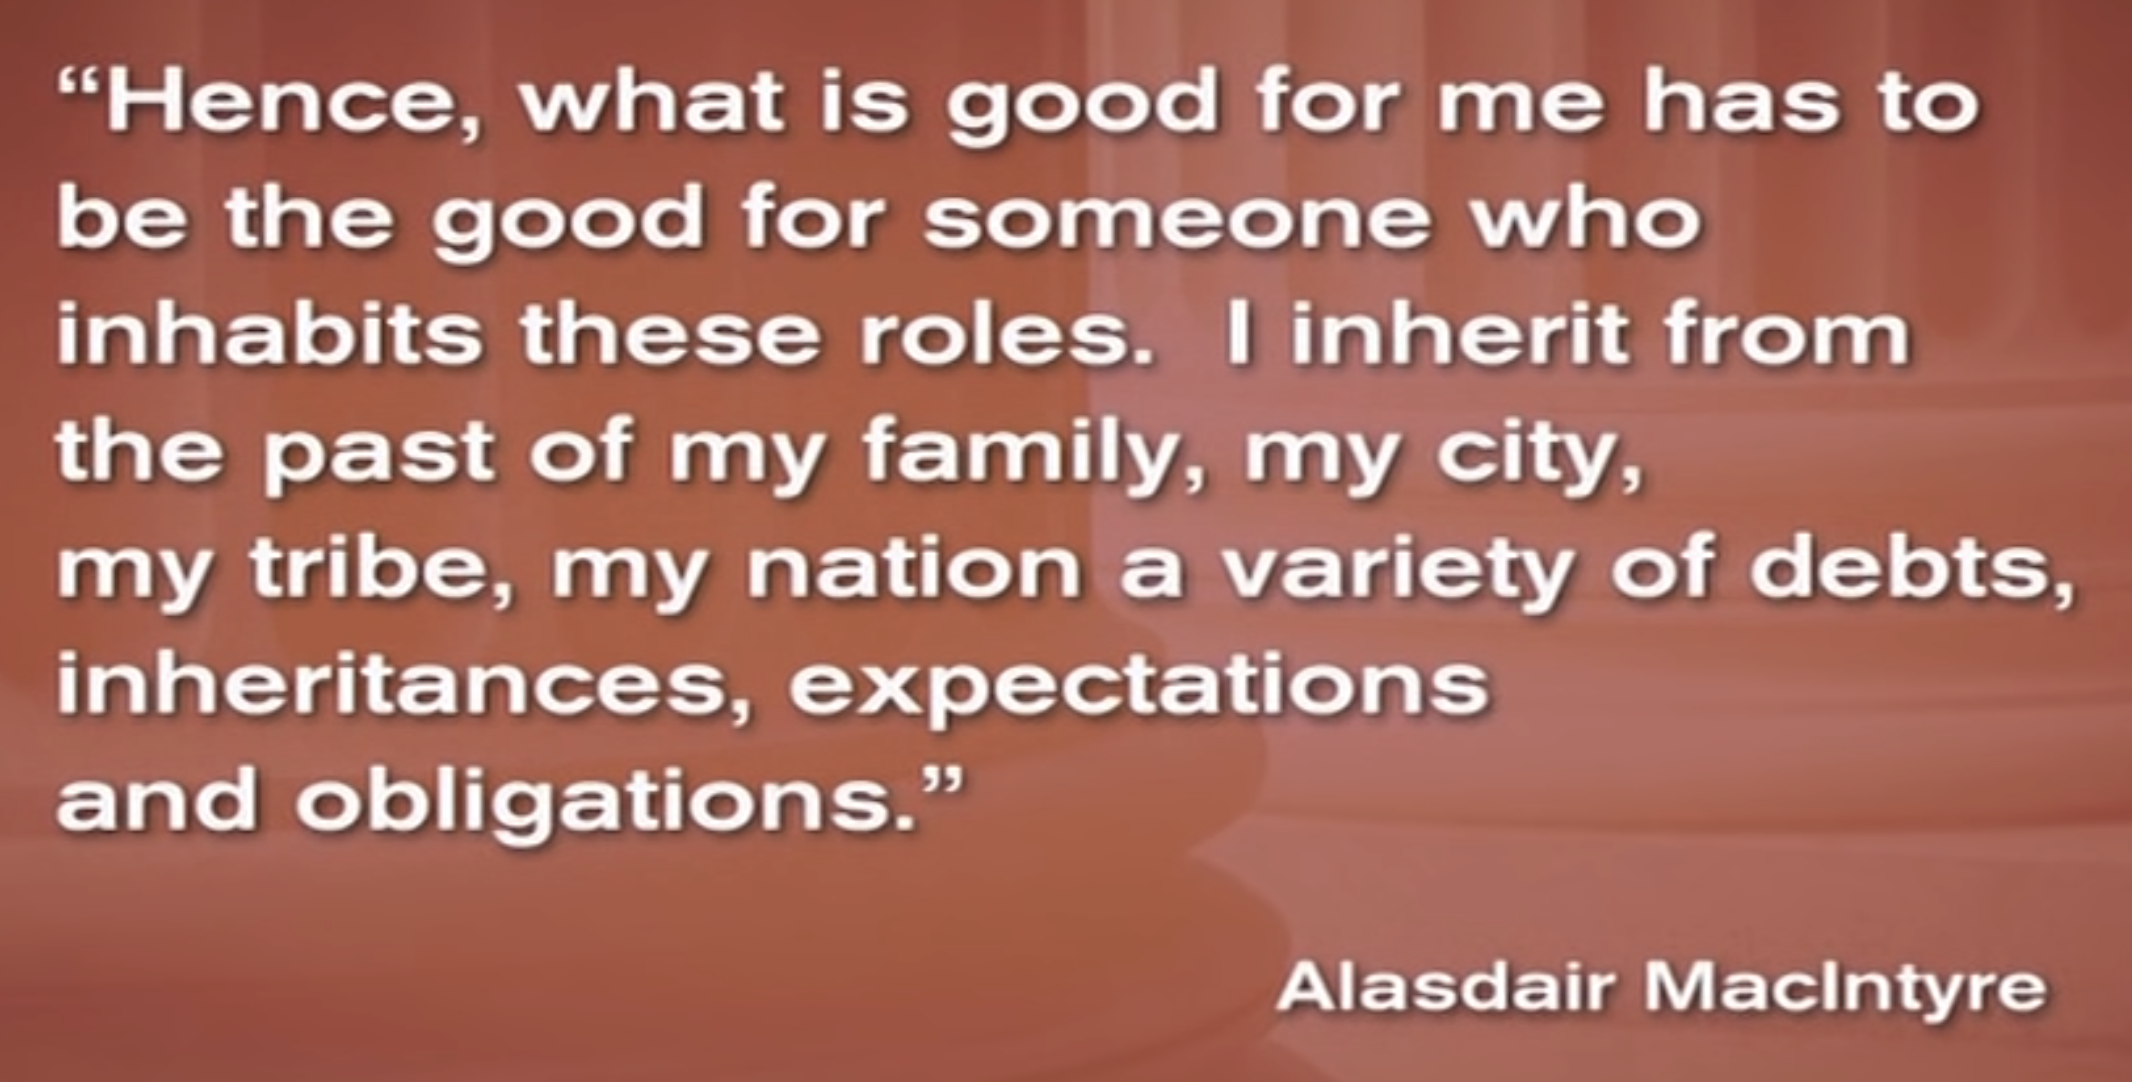 “Hence, what is good for me has to
be the good for someone who
inhabits these roles.  I inherit from
the past of my family, my city,
my tribe, my nation a variety of debts,
inheritances, expectations
and obligations.”
Alasdair MacIntyre